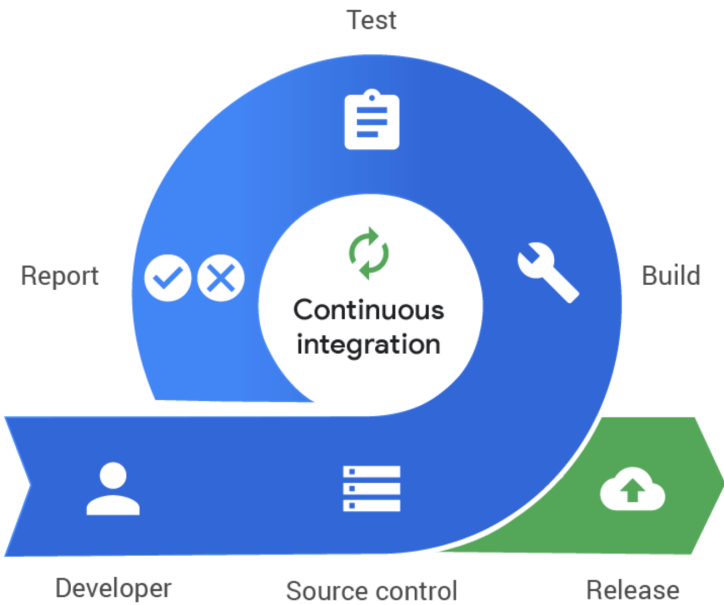 Test
Report
Build
Continuous
integration
Developer
Source control
Release